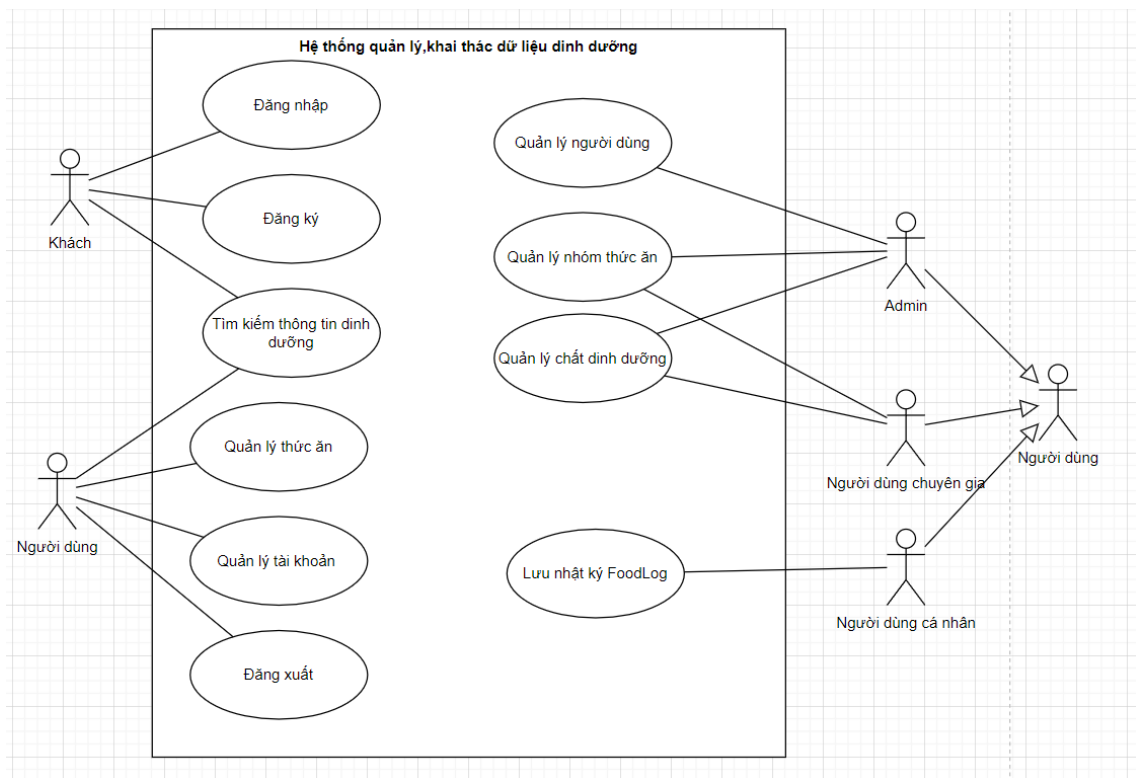 Hệ thống quản lý,khai thác dữ liệu dinh dưỡng
Đăng nhập
Đăng ký
Tìm kiếm thông tin dinh
dưỡng
Quản lý thức ăn
Quản lý tài khoản
Đăng xuất
Khách
Người dùng
Quản lý người dùng
Quản lý nhóm thức ăn
Quản lý chất dinh dưỡng
Lưu nhật ký FoodLog
Admin
Người dùng chuyên gia
Người dùng cá nhân
Người dùng